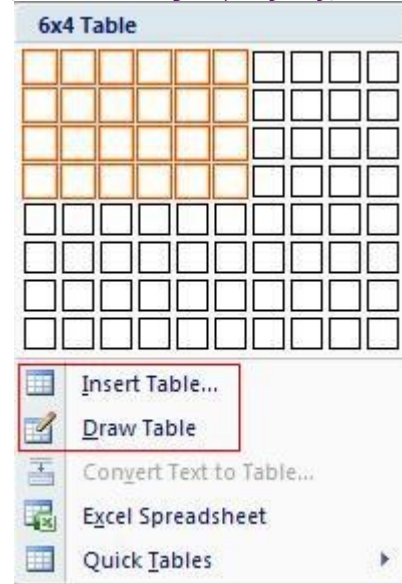 6x4 Table
Insert Table...
Draw Table
Convert Text to Table...
Excel Spreadsheet
Quick Tables